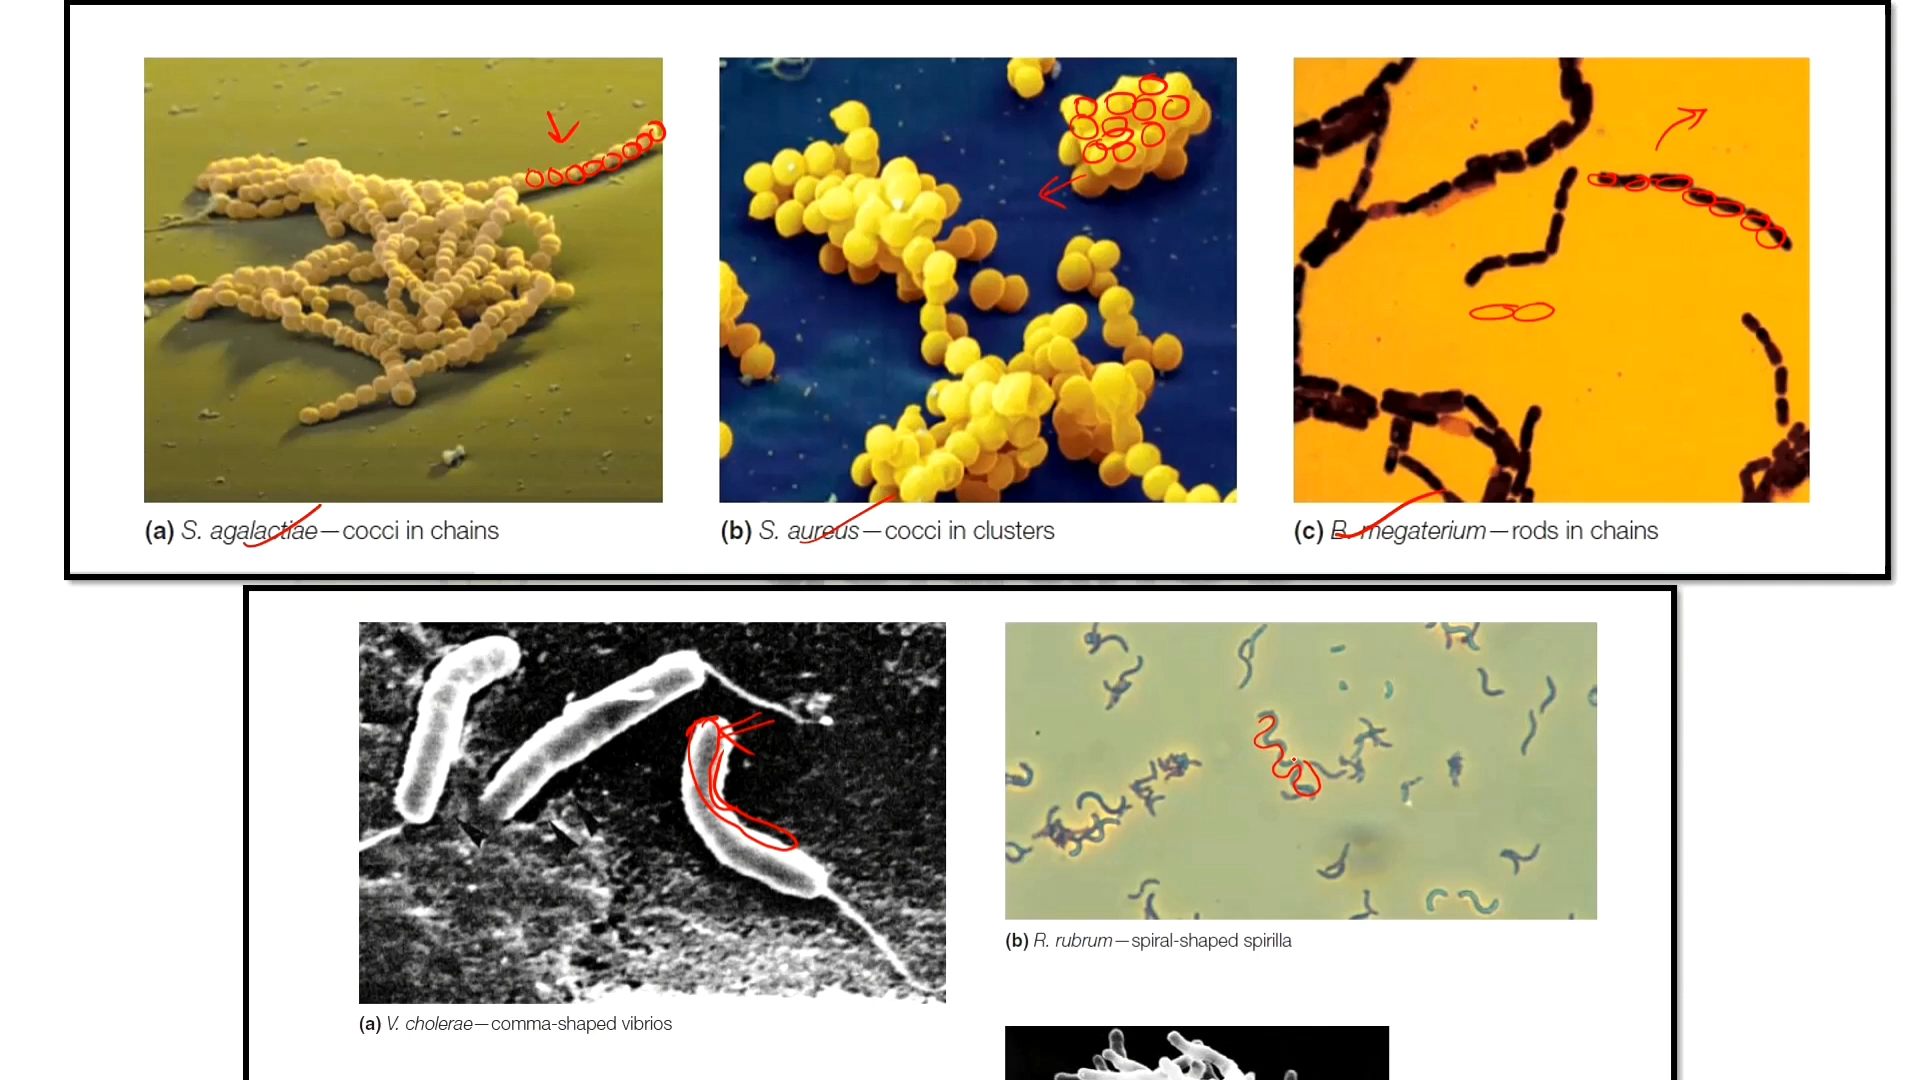 (a) S. agalactiae—cocci in chains
(b) S. aureus—cocci in clusters
(c) B. megaterium—rods in chains
(b) R. rubrum—spiral-shaped spirilla
(a) V. cholerae—comma-shaped vibrios